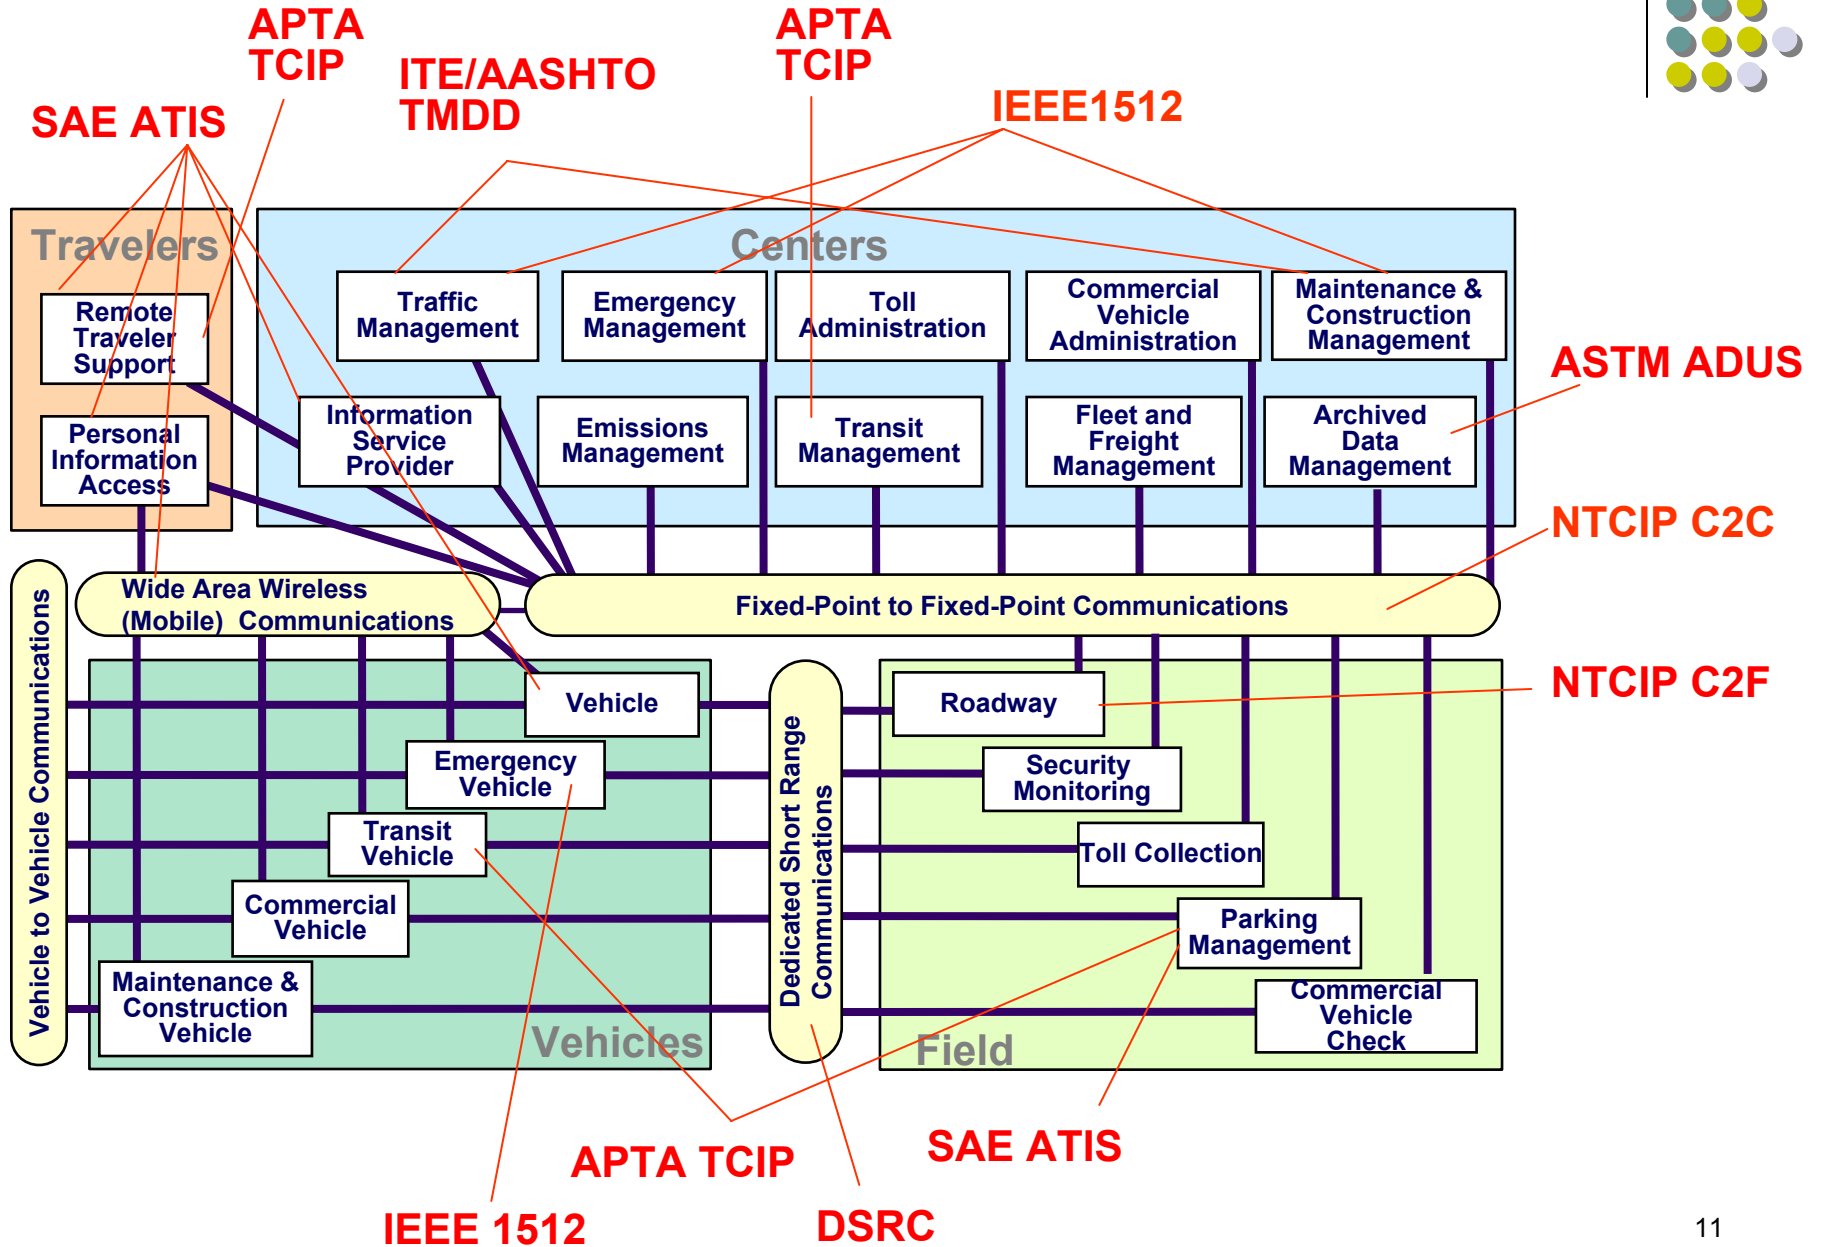 APTA
TCIP
APTA
TCIP
ITE/AASHTO
TMDD
SAE ATIS
IEEE1512
Travelers
Centers
Remote
Traveler
Support
Traffic
Management
Emergency
Management
Toll
Administration
Commercial
Vehicle
Administration
Maintenance &
Construction
Management
ASTM ADUS
Personal
Information
Access
Information
Service
Provider
Emissions
Management
Transit
Management
Fleet and
Freight
Management
Archived
Data
Management
NTCIP C2C
Wide Area Wireless
(Mobile) Communications
Fixed-Point to Fixed-Point Communications
Vehicle to Vehicle Communications
Vehicle
Emergency
Vehicle
Transit
Vehicle
Commercial
Vehicle
Maintenance &
Construction
Vehicle
Vehicles
Dedicated Short Range
Communications
Roadway
NTCIP C2F
Security
Monitoring
Toll Collection
Parking
Management
Commercial
Vehicle
Check
Field
APTA TCIP
SAE ATIS
IEEE 1512
DSRC
11